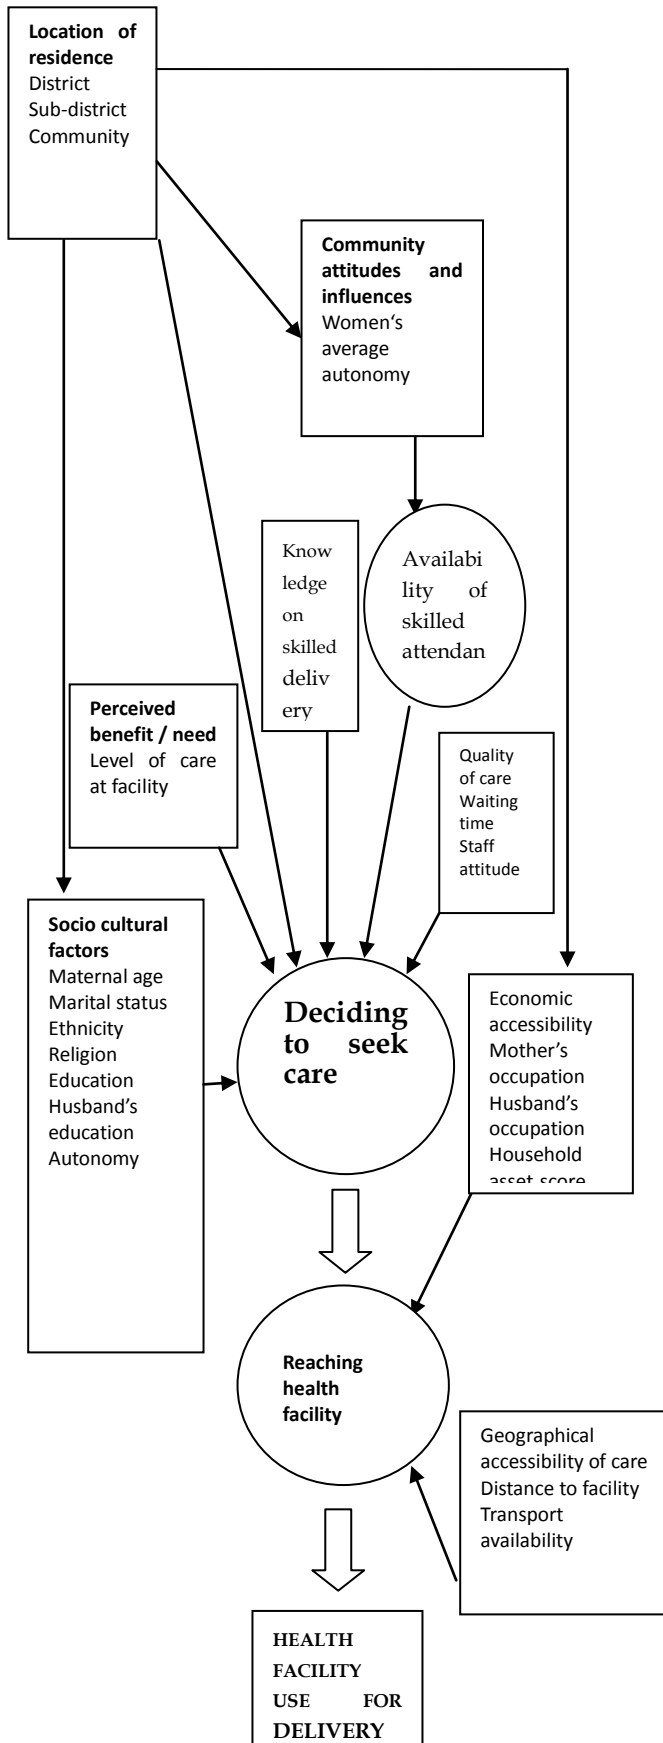 Location of
residence
District
Sub-district
Community
Community
attitudes and
influences
Women‘s
average
autonomy
Know
ledge
on
skilled
deliv
ery
Availabi
lity of
skilled
attendan
Perceived
benefit / need
Level of care
at facility
Quality
of care
Waiting
time
Staff
attitude
Socio cultural
factors
Maternal age
Marital status
Ethnicity
Religion
Education
Husband’s
education
Autonomy
Deciding
to seek
care
Economic
accessibility
Mother’s
occupation
Husband’s
occupation
Household
asset score
Reaching
health
facility
Geographical
accessibility of care
Distance to facility
Transport
availability
HEALTH
FACILITY
USE FOR
DELIVERY